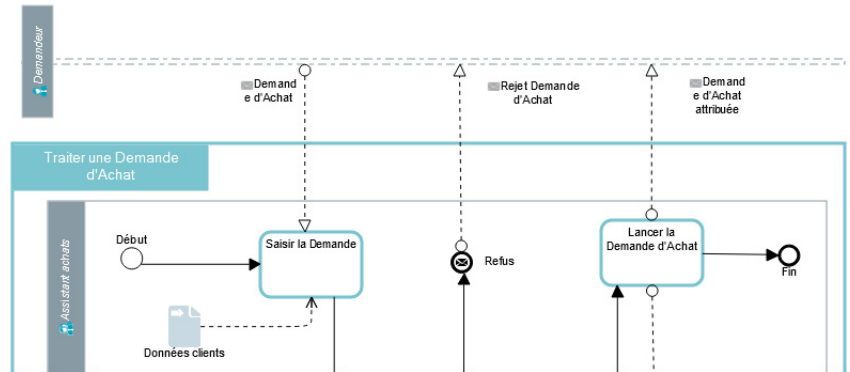 Demandeur
Demand
e d'Achat
Rejet Demande
d'Achat
Demand
e d'Achat
attribuée
Traiter une Demande
d'Achat
Assistant achats
Début
Saisir la Demande
Refus
Lancer la
Demande d'Achat
Fin
Données clients